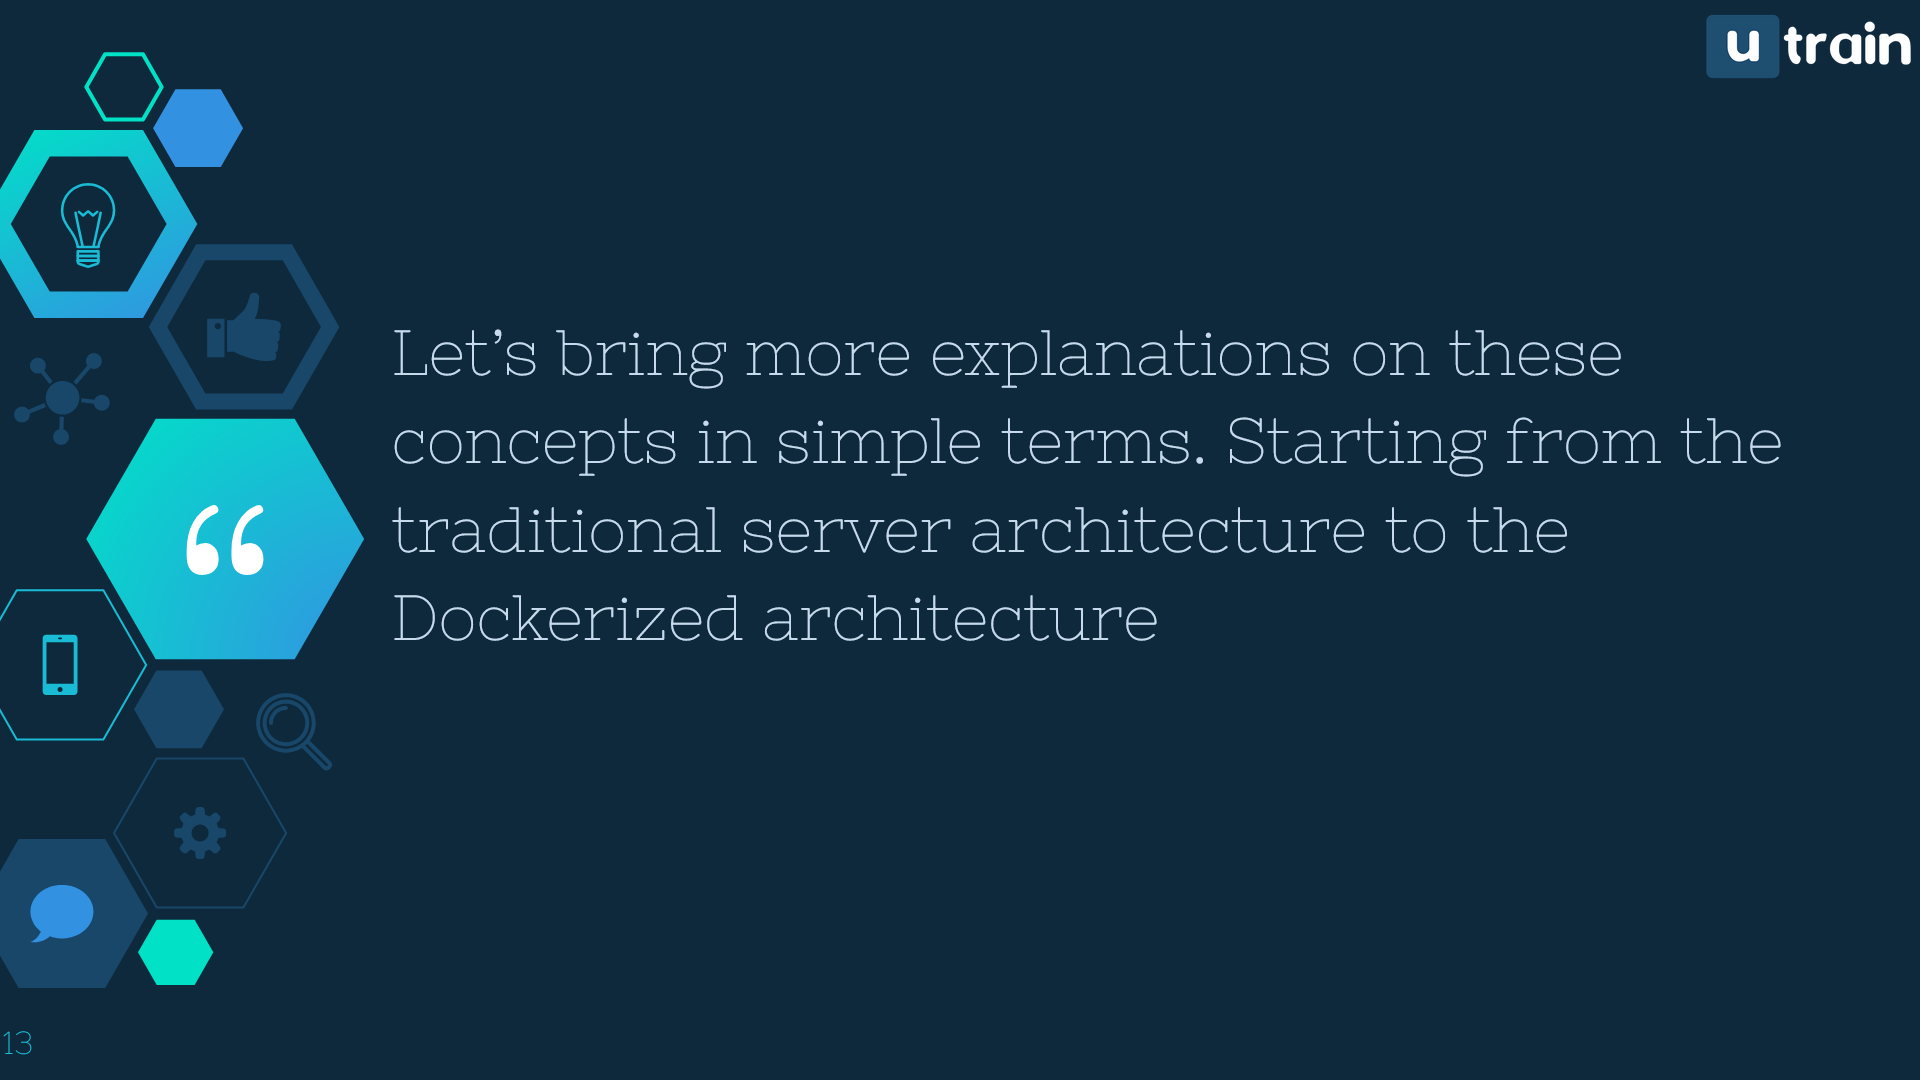 u train
Let’s bring more explanations on these
concepts in simple terms. Starting from the
traditional server architecture to the
Dockerized architecture
“
13